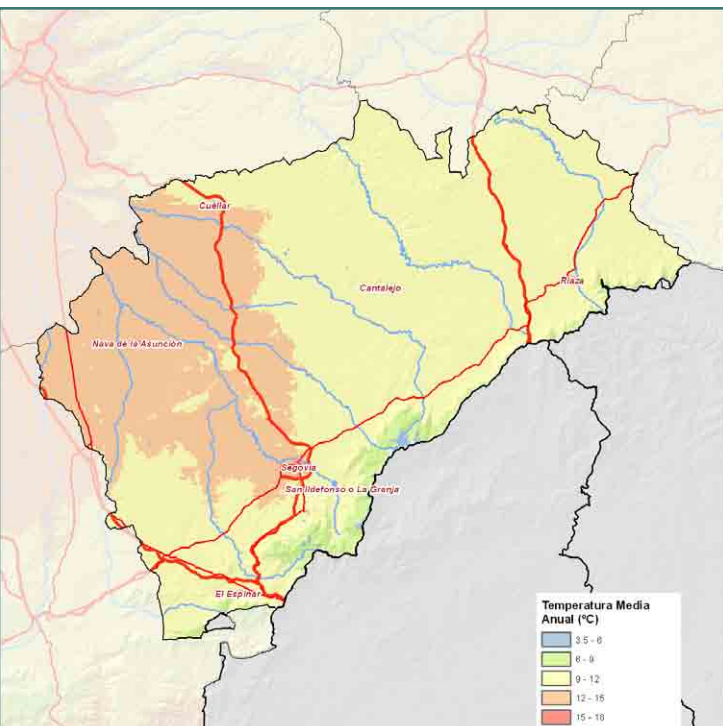 Cuéllar
Cantalejo
Riaza
Nava de la Asunción
Segovia
San Ildefonso o La Granja
El Espinar
Temperatura Media
Anual (ºC)
3.5 - 6
6 - 9
9 - 12
12 - 15
15 - 18